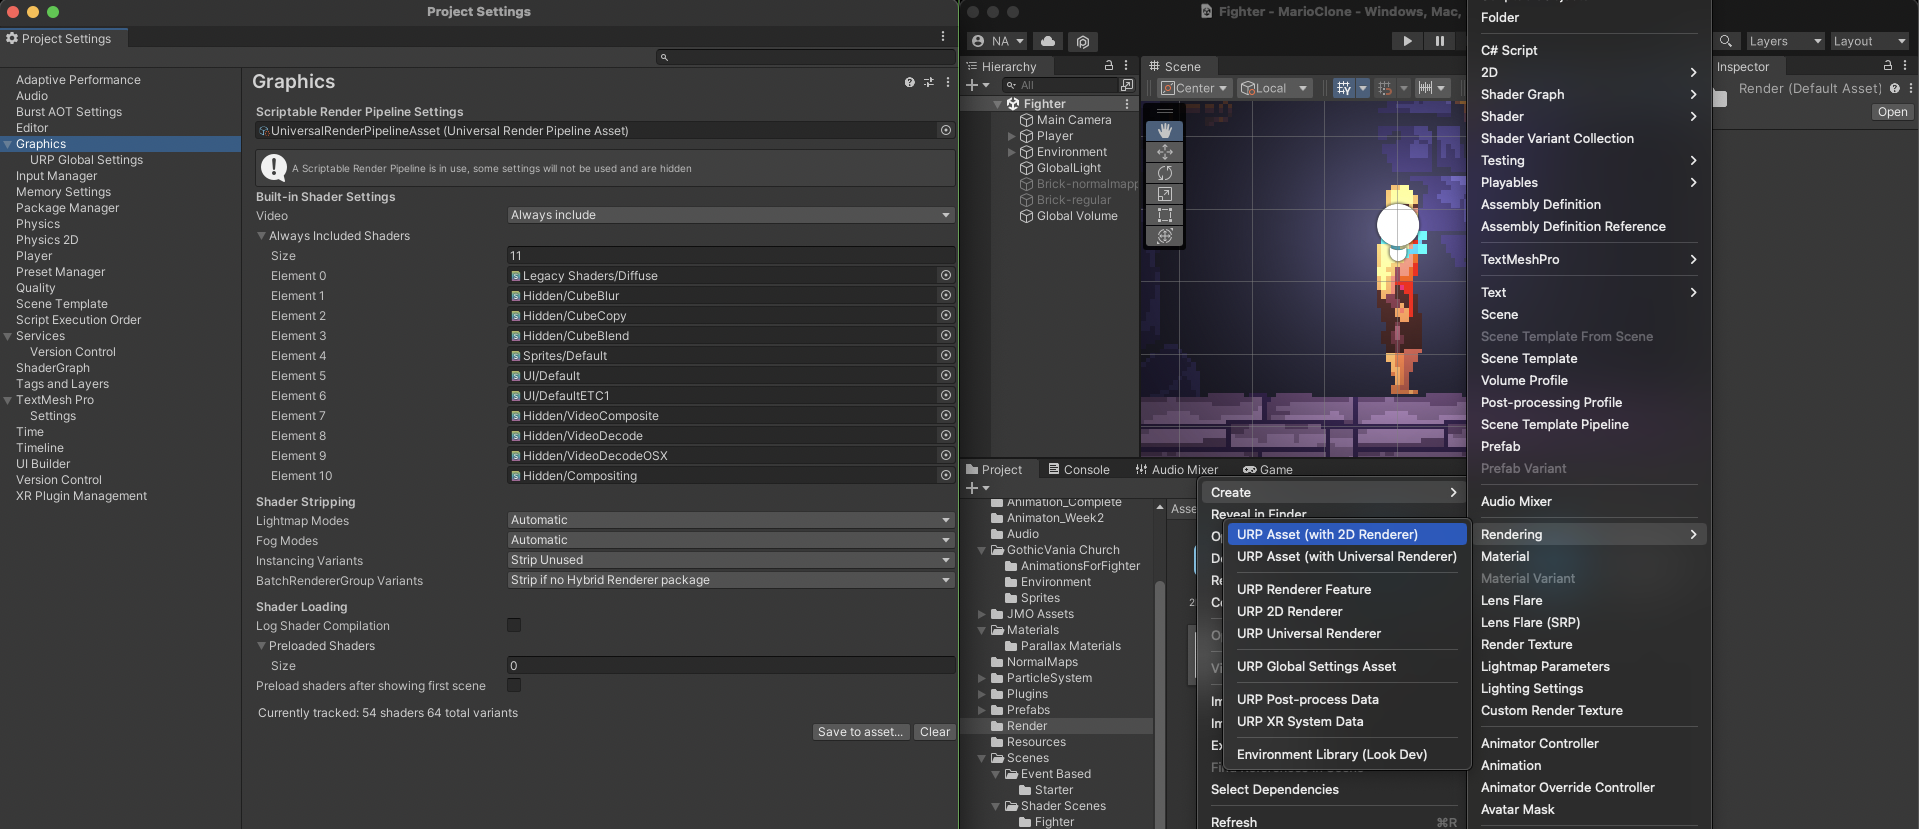 Project Settings
Project Settings
Adaptive Performance
Audio
Burst AOT Settings
Editor
Graphics
URP Global Settings
Input Manager
Memory Settings
Package Manager
Physics
Physics 2D
Player
Preset Manager
Quality
Scene Template
Script Execution Order
Services
Version Control
ShaderGraph
Tags and Layers
TextMesh Pro
Settings
Time
Timeline
UI Builder
Version Control
XR Plugin Management
Graphics
Scriptable Render Pipeline Settings
UniversalRenderPipelineAsset (Universal Render Pipeline Asset)
A Scriptable Render Pipeline is in use, some settings will not be used and are hidden
Built-in Shader Settings
Video Always include
Always Included Shaders
Size 11
Element 0 Legacy Shaders/Diffuse
Element 1 Hidden/CubeBlur
Element 2 Hidden/CubeCopy
Element 3 Hidden/CubeBlend
Element 4 Sprites/Default
Element 5 UI/Default
Element 6 UI/DefaultETC1
Element 7 Hidden/VideoComposite
Element 8 Hidden/VideoDecode
Element 9 Hidden/VideoDecodeOSX
Element 10 Hidden/Compositing
Shader Stripping
Lightmap Modes Automatic
Fog Modes Automatic
Instancing Variants Strip Unused
BatchRendererGroup Variants Strip if no Hybrid Renderer package
Shader Loading
Log Shader Compilation
Preloaded Shaders
Size 0
Preload shaders after showing first scene
Currently tracked: 54 shaders 64 total variants
Save to asset... Clear
Fighter - MarioClone - Windows, Mac,
NA
Layers Layout
Hierarchy
All
Fighter
Main Camera
Player
Environment
GlobalLight
Brick-normalmapp
Brick-regular
Global Volume
Scene
Center Local
Inspector
Render (Default Asset)
Open
Project Console Audio Mixer Game
Animation_Complete
Animaton_Week2
Audio
GothicVania Church
AnimationsForFighter
Environment
Sprites
JMO Assets
Materials
Parallax Materials
NormalMaps
ParticleSystem
Plugins
Prefabs
Render
Resources
Scenes
Event Based
Starter
Shader Scenes
Fighter
Asse
Create
Reveal in Finder
Select Dependencies
Refresh ⌘R
URP Asset (with 2D Renderer)
URP Asset (with Universal Renderer)
URP Renderer Feature
URP 2D Renderer
URP Universal Renderer
URP Global Settings Asset
URP Post-process Data
URP XR System Data
Environment Library (Look Dev)
Folder
C# Script
2D
Shader Graph
Shader
Shader Variant Collection
Testing
Playables
Assembly Definition
Assembly Definition Reference
TextMeshPro
Text
Scene
Scene Template From Scene
Scene Template
Volume Profile
Post-processing Profile
Scene Template Pipeline
Prefab
Prefab Variant
Audio Mixer
Rendering
Material
Material Variant
Lens Flare
Lens Flare (SRP)
Render Texture
Lightmap Parameters
Lighting Settings
Custom Render Texture
Animator Controller
Animation
Animator Override Controller
Avatar Mask